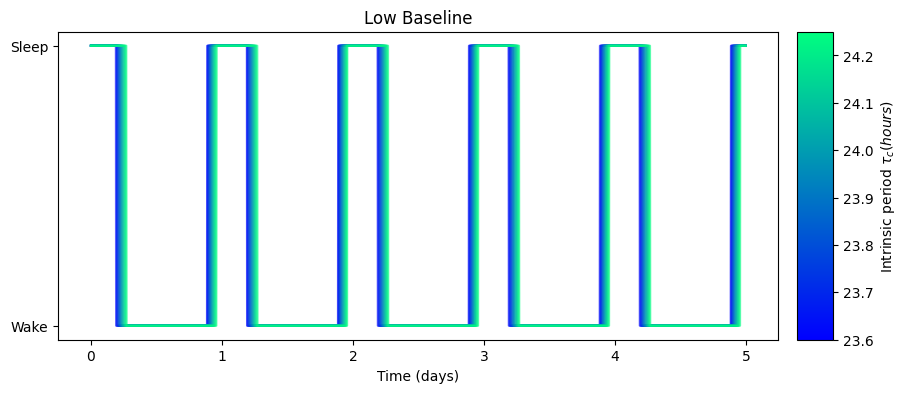 Low Baseline
Sleep
Wake
0 1 2 3 4 5
Time (days)
24.2
24.1
24.0
23.9
23.8
23.7
23.6
Intrinsic period τc(hours)